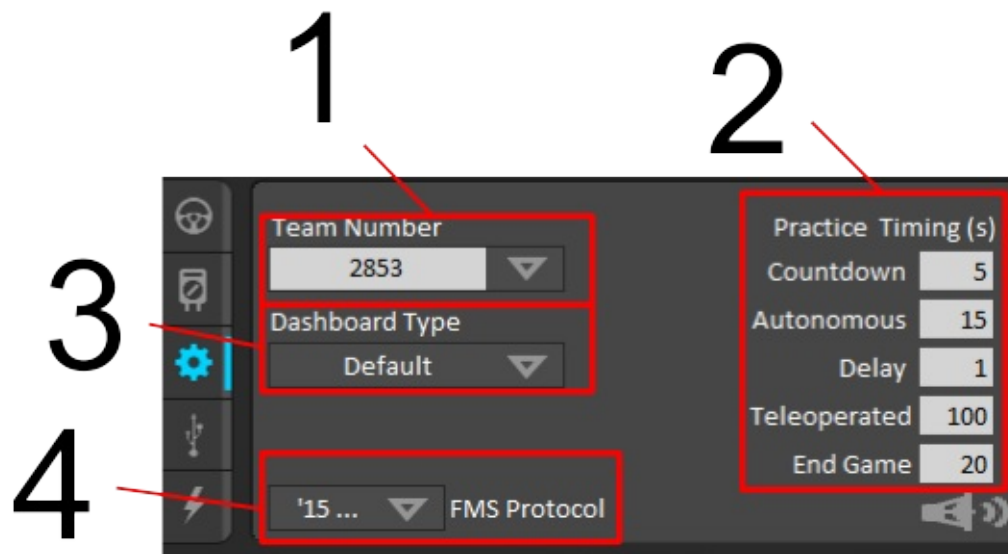 1
2
Team Number
2853
3
Dashboard Type
Default
4
'15 ... FMS Protocol
Practice Timing (s)
Countdown 5
Autonomous 15
Delay 1
Teleoperated 100
End Game 20